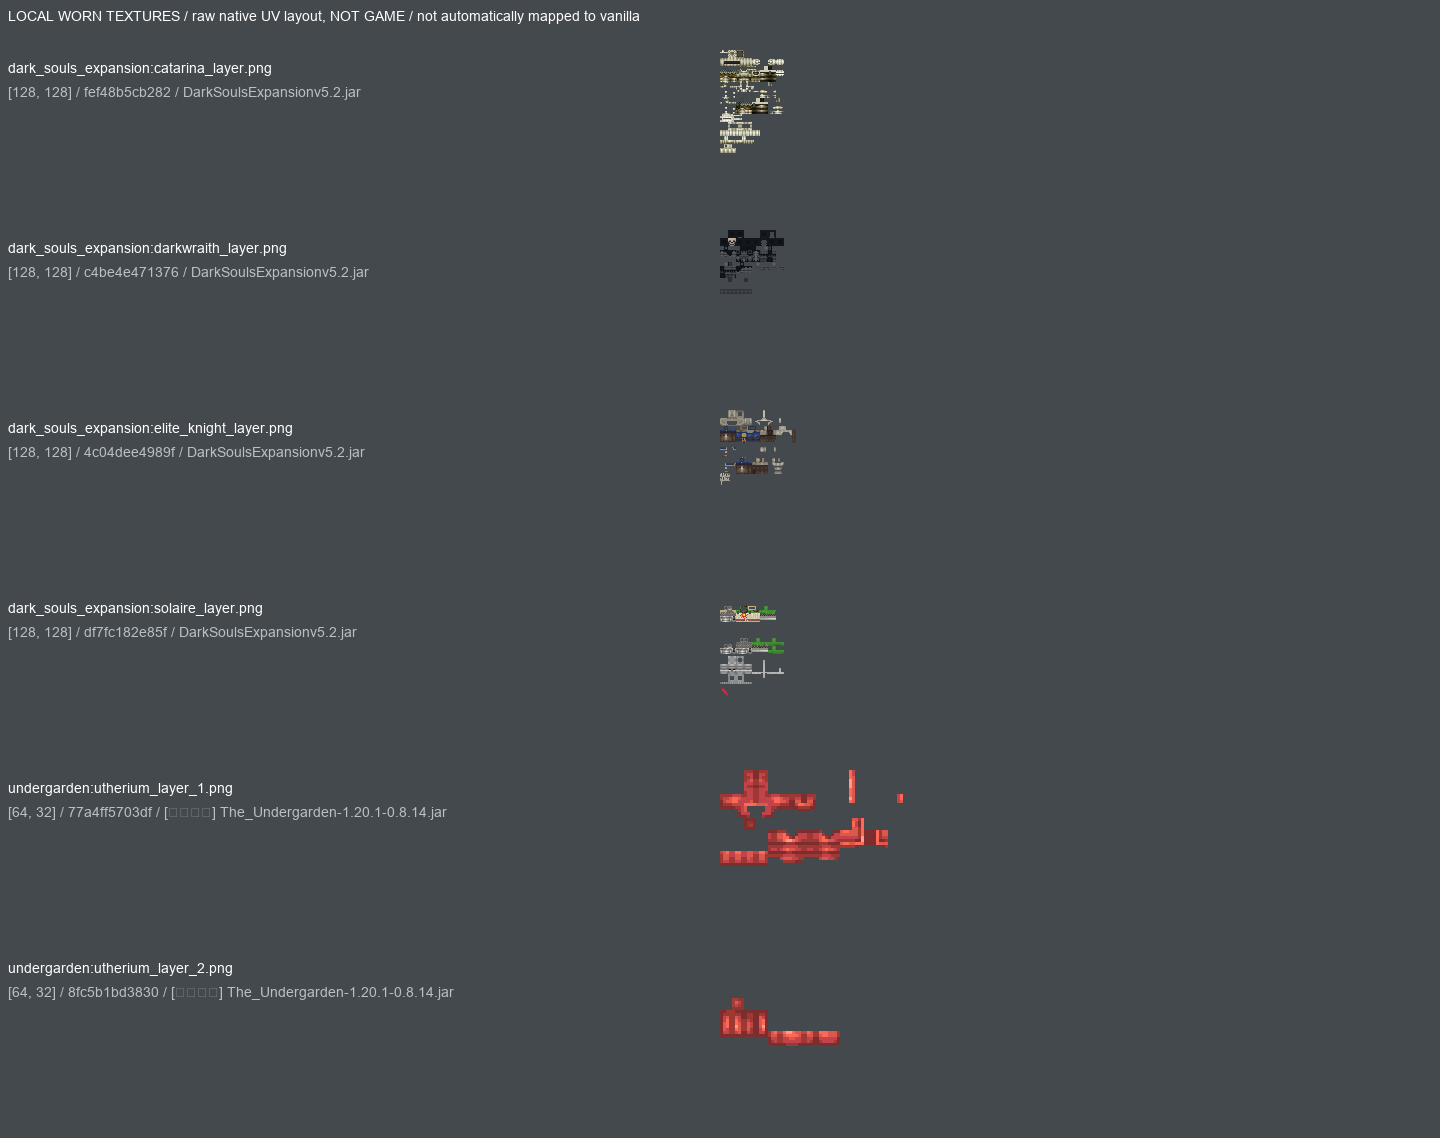 LOCAL WORN TEXTURES / raw native UV layout, NOT GAME / not automatically mapped to vanilla
dark_souls_expansion:catarina_layer.png
[128, 128] / fef48b5cb282 / DarkSoulsExpansionv5.2.jar
dark_souls_expansion:darkwraith_layer.png
[128, 128] / c4be4e471376 / DarkSoulsExpansionv5.2.jar
dark_souls_expansion:elite_knight_layer.png
[128, 128] / 4c04dee4989f / DarkSoulsExpansionv5.2.jar
dark_souls_expansion:solaire_layer.png
[128, 128] / df7fc182e85f / DarkSoulsExpansionv5.2.jar
undergarden:utherium_layer_1.png
[64, 32] / 77a4ff5703df / [□□□□] The_Undergarden-1.20.1-0.8.14.jar
undergarden:utherium_layer_2.png
[64, 32] / 8fc5b1bd3830 / [□□□□] The_Undergarden-1.20.1-0.8.14.jar